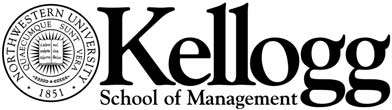 NORTHWESTERN UNIVERSITY
QUAECUMQUE SUNT VERA
· 1851 ·
Kellogg
School of Management